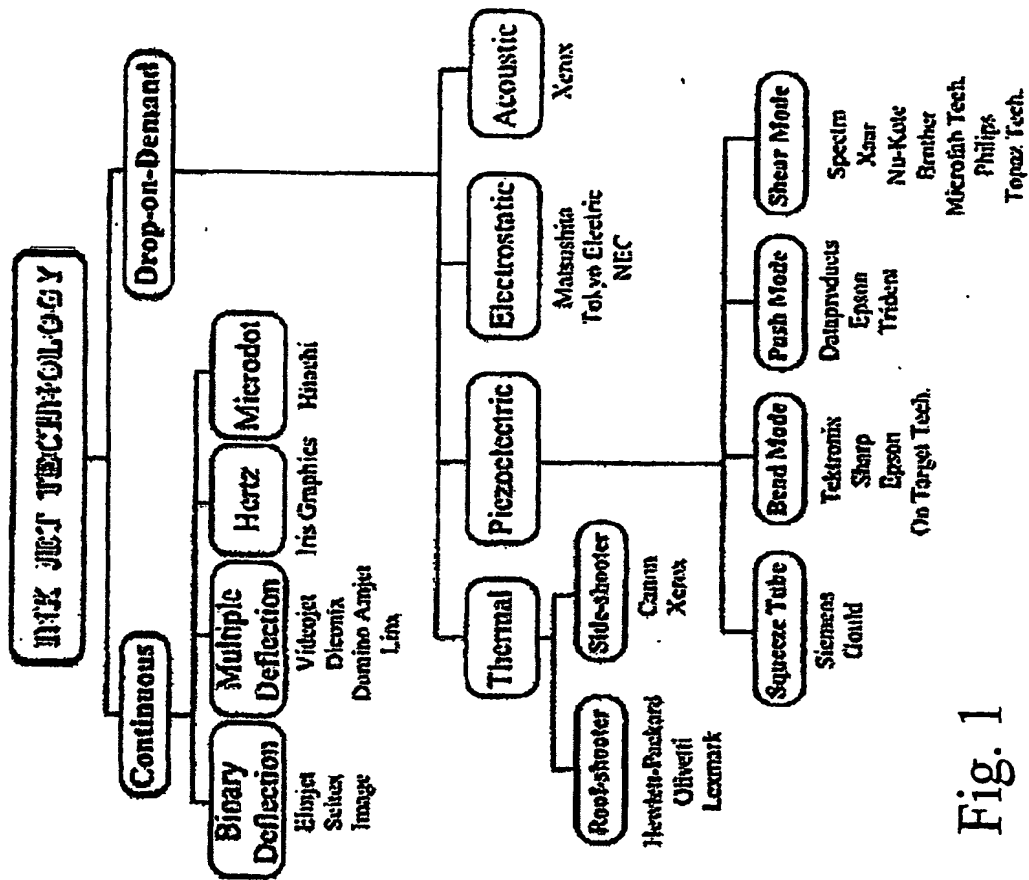 INK JET TECHNOLOGY
Continuous
Drop-on-Demand
Binary
Deflection
Multiple
Deflection
Hertz
Microdot
Elmjet
Scitex
Image
Videojet
Diconix
Domino Amjet
Linx
Iris Graphics
Hitachi
Thermal
Piezoelectric
Electrostatic
Acoustic
Matsushita
Tokyo Electric
NEC
Xerox
Roof-shooter
Side-shooter
Hewlett-Packard
Olivetti
Lexmark
Canon
Xerox
Squeeze Tube
Bend Mode
Push Mode
Shear Mode
Siemens
Gould
Tektronix
Sharp
Epson
On Target Tech.
Dataproducts
Epson
Trident
Spectra
Xaar
Nu-Kote
Brother
Microfab Tech.
Philips
Topaz Tech.
Fig. 1